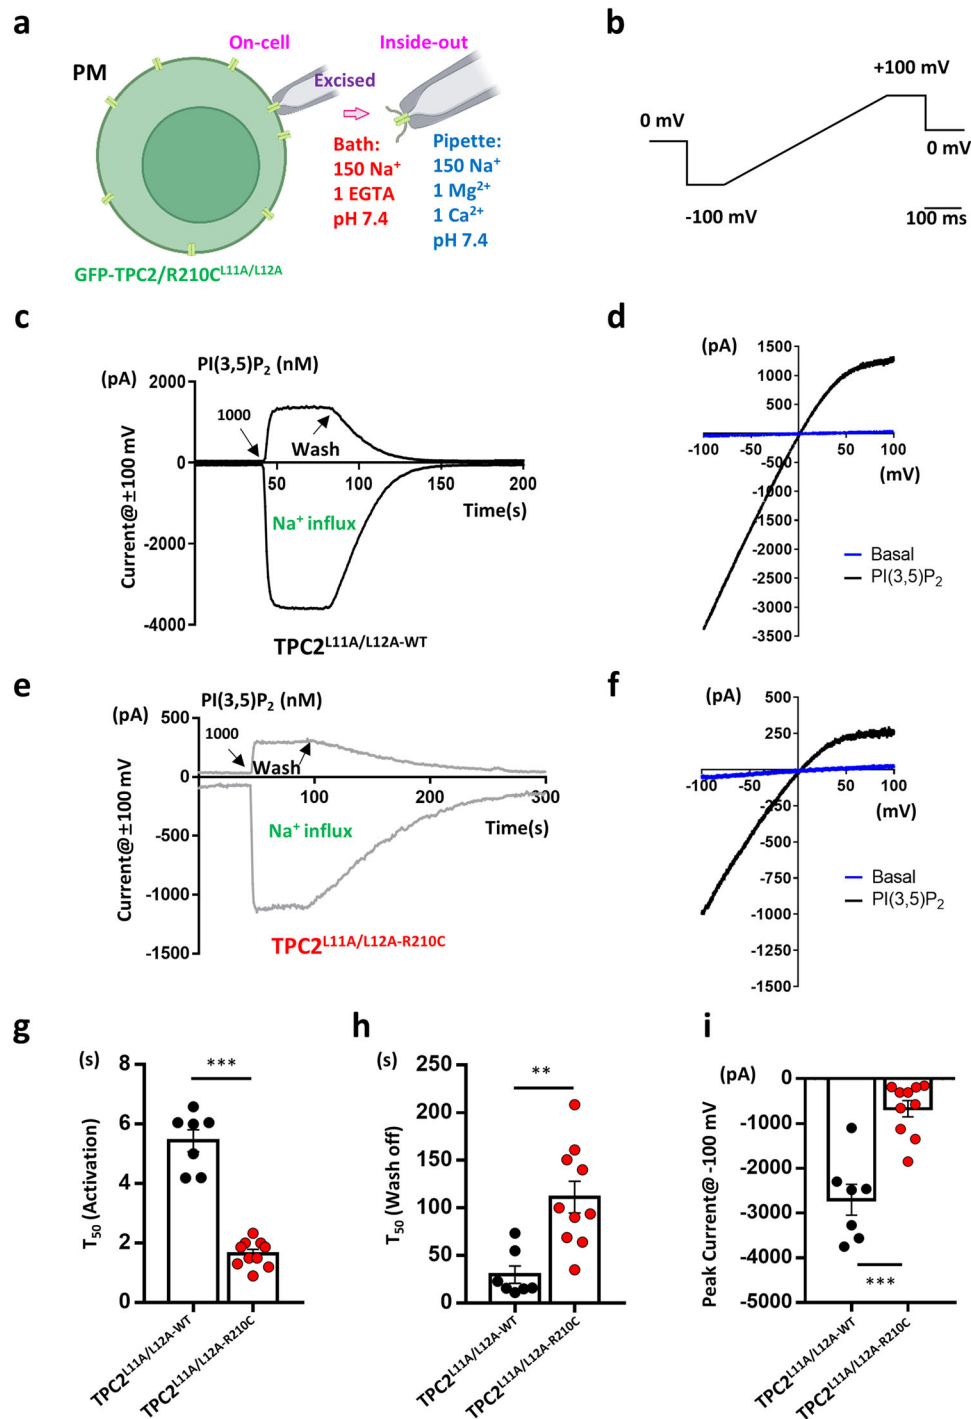 a
On-cell
Inside-out
PM
Excised
Bath:
150 Na⁺
1 EGTA
pH 7.4
Pipette:
150 Na⁺
1 Mg²⁺
1 Ca²⁺
pH 7.4
GFP-TPC2/R210C^L11A/L12A
b
+100 mV
0 mV
0 mV
-100 mV
100 ms
c
PI(3,5)P₂ (nM)
(pA)
2000
1000
Wash
0
50
100
150
200
Time(s)
Na⁺ influx
-2000
-4000
Current@±100 mV
TPC2^L11A/L12A-WT
d
(pA)
1500
1000
500
-100
-50
50
100
(mV)
-500
-1000
-1500
-2000
-2500
-3000
-3500
Basal
PI(3,5)P₂
e
PI(3,5)P₂ (nM)
(pA)
500
1000
Wash
0
100
200
300
Time(s)
Na⁺ influx
-500
-1000
-1500
Current@±100 mV
TPC2^L11A/L12A-R210C
f
(pA)
500
250
-100
-50
50
100
(mV)
-250
-500
-750
-1000
-1250
-1500
Basal
PI(3,5)P₂
g
(s)
8
6
4
2
0
***
T₅₀ (Activation)
TPC2^L11A/L12A-WT
TPC2^L11A/L12A-R210C
h
(s)
250
200
150
100
50
0
**
T₅₀ (Wash off)
TPC2^L11A/L12A-WT
TPC2^L11A/L12A-R210C
i
(pA)
0
-1000
-2000
-3000
-4000
-5000
***
Peak Current@ -100 mV
TPC2^L11A/L12A-WT
TPC2^L11A/L12A-R210C